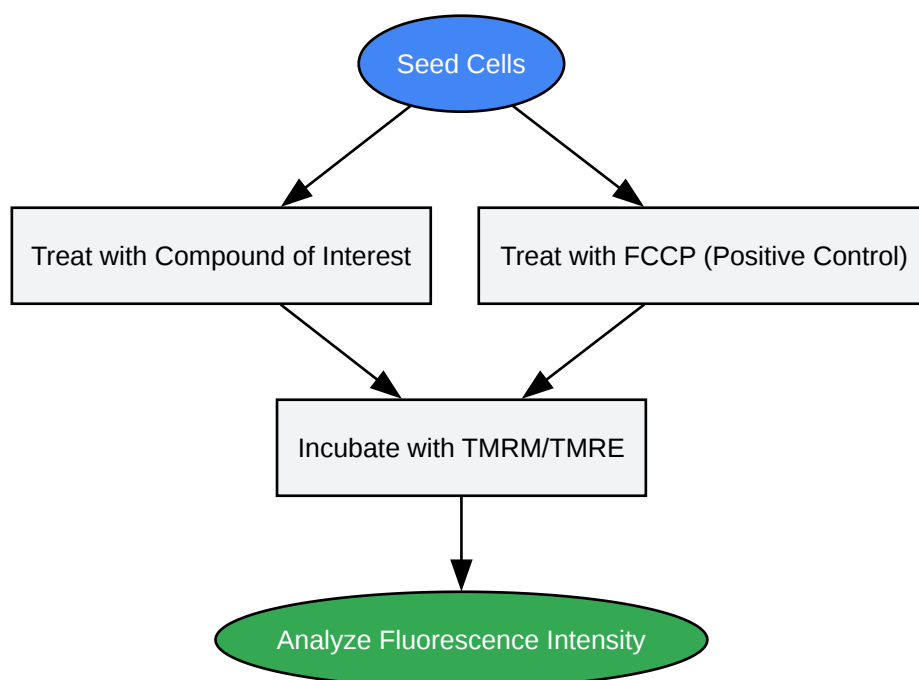 Seed Cells
Treat with Compound of Interest
Treat with FCCP (Positive Control)
Incubate with TMRM/TMRE
Analyze Fluorescence Intensity